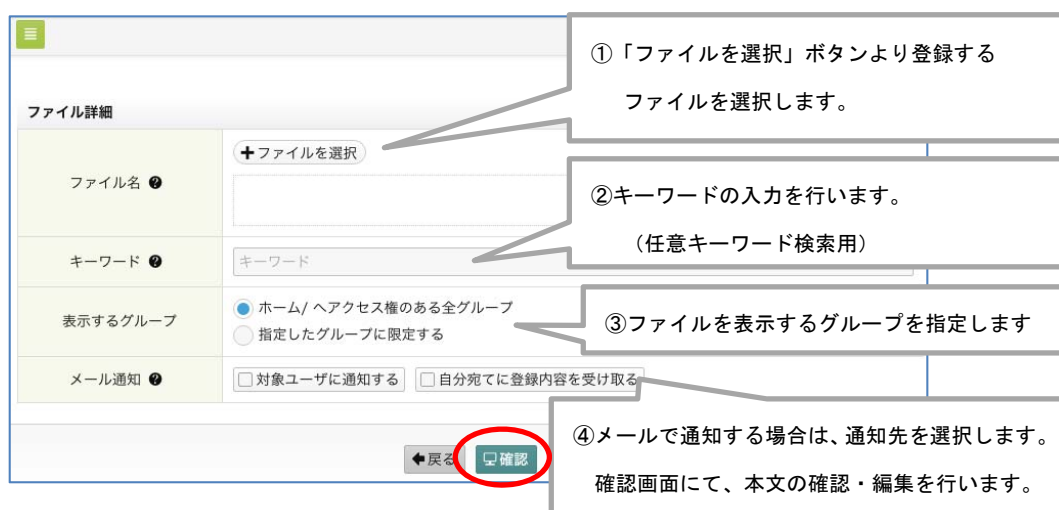 ①「ファイルを選択」ボタンより登録する
ファイルを選択します。
ファイル詳細
ファイル名
ファイルを選択
②キーワードの入力を行います。
（任意キーワード検索用）
キーワード
キーワード
表示するグループ
ホーム/ へアクセス権のある全グループ
指定したグループに限定する
③ファイルを表示するグループを指定します
メール通知
対象ユーザに通知する
自分宛てに登録内容を受け取る
④メールで通知する場合は、通知先を選択します。
確認画面にて、本文の確認・編集を行います。
戻る
確認